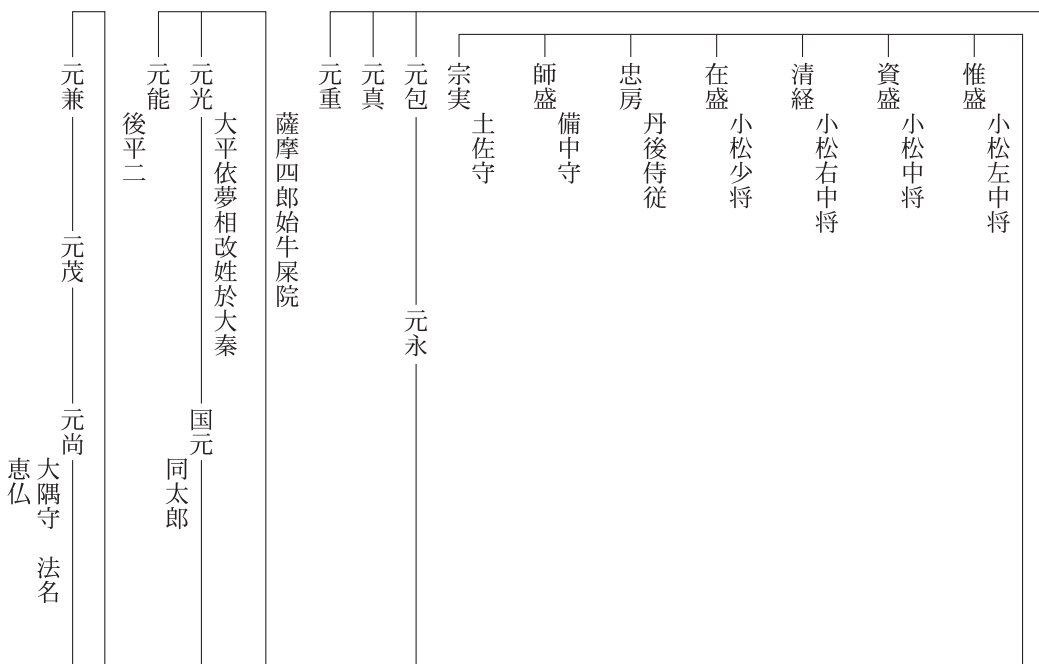 惟盛
小松左中将
資盛
小松中将
清経
小松右中将
在盛
小松少将
忠房
丹後侍従
師盛
備中守
宗実
土佐守
元包
元永
元真
元重
薩摩四郎始牛屎院
元光
大平依夢相改姓於大秦
国元
同太郎
元能
後平二
元兼
元茂
元尚
大隅守　法名
恵仏